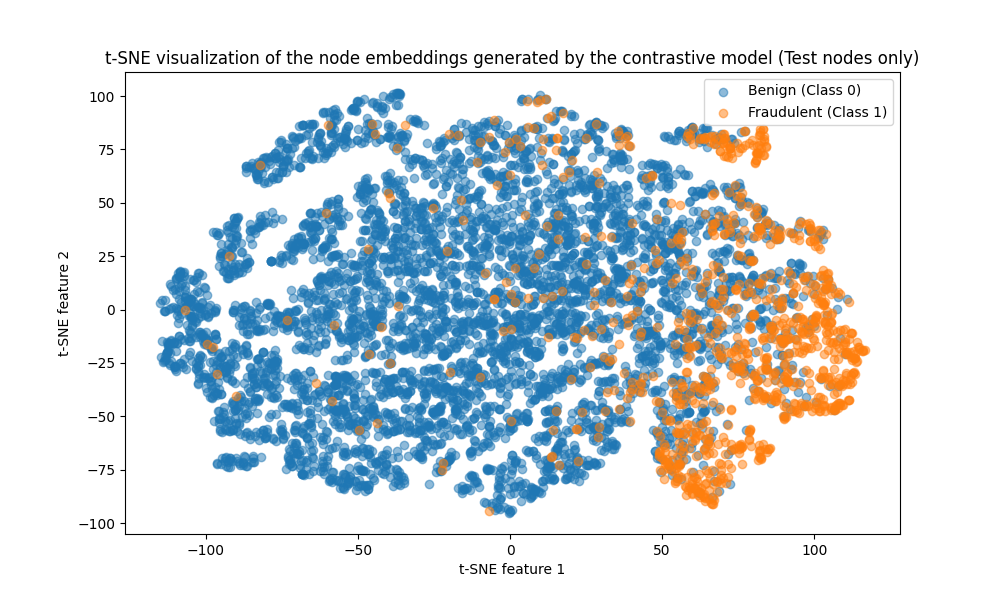 t-SNE visualization of the node embeddings generated by the contrastive model (Test nodes only)
Benign (Class 0)
Fraudulent (Class 1)
100
75
50
25
0
−25
−50
−75
−100
t-SNE feature 2
−100
−50
0
50
100
t-SNE feature 1